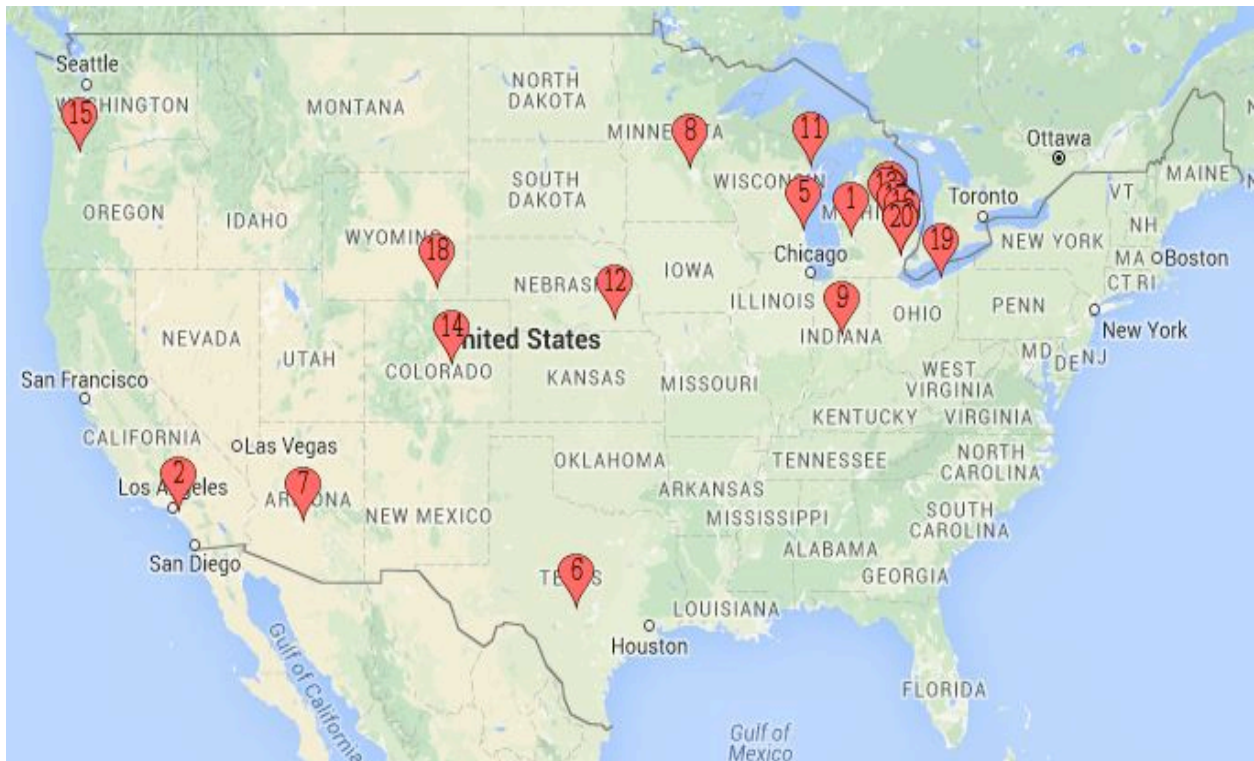 Seattle
WASHINGTON
15
NORTH
DAKOTA
MONTANA
MINNESOTA
8
11
Ottawa
MAINE
SOUTH
DAKOTA
WISCONSIN
5
1
MICHIGAN
13
20
Toronto
VT
NH
OREGON
IDAHO
WYOMING
18
NEW YORK
19
MA
Boston
CT
RI
Chicago
IOWA
NEBRASKA
12
ILLINOIS
9
INDIANA
OHIO
PENN
New York
NEVADA
UTAH
14
United States
COLORADO
KANSAS
MISSOURI
WEST
VIRGINIA
MD
DE
NJ
San Francisco
CALIFORNIA
Las Vegas
KENTUCKY
VIRGINIA
2
Los Angeles
7
ARIZONA
NEW MEXICO
OKLAHOMA
ARKANSAS
TENNESSEE
NORTH
CAROLINA
MISSISSIPPI
SOUTH
CAROLINA
San Diego
ALABAMA
GEORGIA
6
TEXAS
LOUISIANA
Houston
Gulf of California
FLORIDA
Gulf of
Mexico